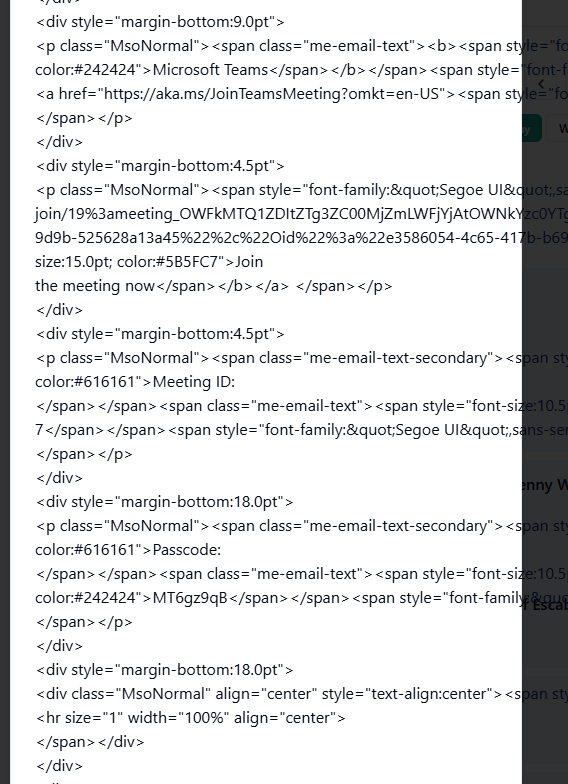 </div>
<div style="margin-bottom:9.0pt">
<p class="MsoNormal"><span class="me-email-text"><b><span style="fo
color:#242424">Microsoft Teams</span></b></span><span style="font-f
<a href="https://aka.ms/JoinTeamsMeeting?omkt=en-US"><span style="fo
</span></p>
</div>
<div style="margin-bottom:4.5pt">
<p class="MsoNormal"><span style="font-family:&quot;Segoe UI&quot;,sa
join/19%3ameeting_OWFkMTQ1ZDItZTg3ZC00MjZmLWFjYjAtOWNkYzc0YTg
9d9b-525628a13a45%22%2c%22Oid%22%3a%22e3586054-4c65-417b-b69
size:15.0pt; color:#5B5FC7">Join
the meeting now</span></b></a> </span></p>
</div>
<div style="margin-bottom:4.5pt">
<p class="MsoNormal"><span class="me-email-text-secondary"><span sty
color:#616161">Meeting ID:
</span></span><span class="me-email-text"><span style="font-size:10.5
7</span></span><span style="font-family:&quot;Segoe UI&quot;,sans-ser
</span></p>
</div>
<div style="margin-bottom:18.0pt">
<p class="MsoNormal"><span class="me-email-text-secondary"><span sty
color:#616161">Passcode:
</span></span><span class="me-email-text"><span style="font-size:10.5
color:#242424">MT6gz9qB</span></span><span style="font-family:&quo
</span></p>
</div>
<div style="margin-bottom:18.0pt">
<div class="MsoNormal" align="center" style="text-align:center"><span sty
<hr size="1" width="100%" align="center">
</span></div>
</div>
enny W
f Escab